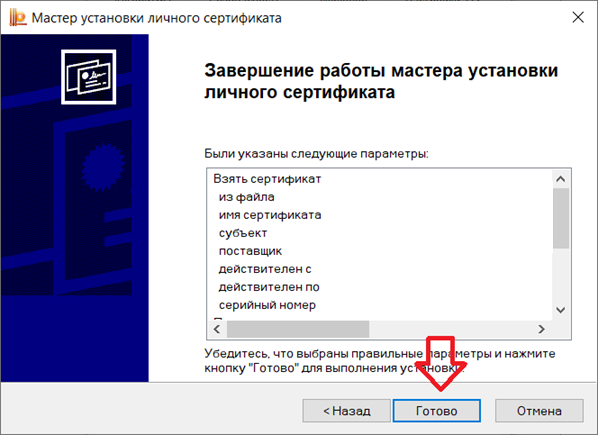 Мастер установки личного сертификата
Завершение работы мастера установки
личного сертификата
Были указаны следующие параметры:
Взять сертификат
из файла
имя сертификата
субъект
поставщик
действителен с
действителен по
серийный номер
Убедитесь, что выбраны правильные параметры и нажмите
кнопку "Готово" для выполнения установки.
< Назад
Готово
Отмена